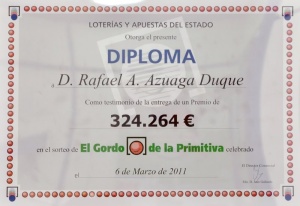 LOTERÍAS Y APUESTAS DEL ESTADO
Otorga el presente
DIPLOMA
a D. Rafael A. Azuaga Duque
Como testimonio de la entrega de un Premio de
324.264 €
en el sorteo de El Gordo de la Primitiva celebrado
el 6 de Marzo de 2011